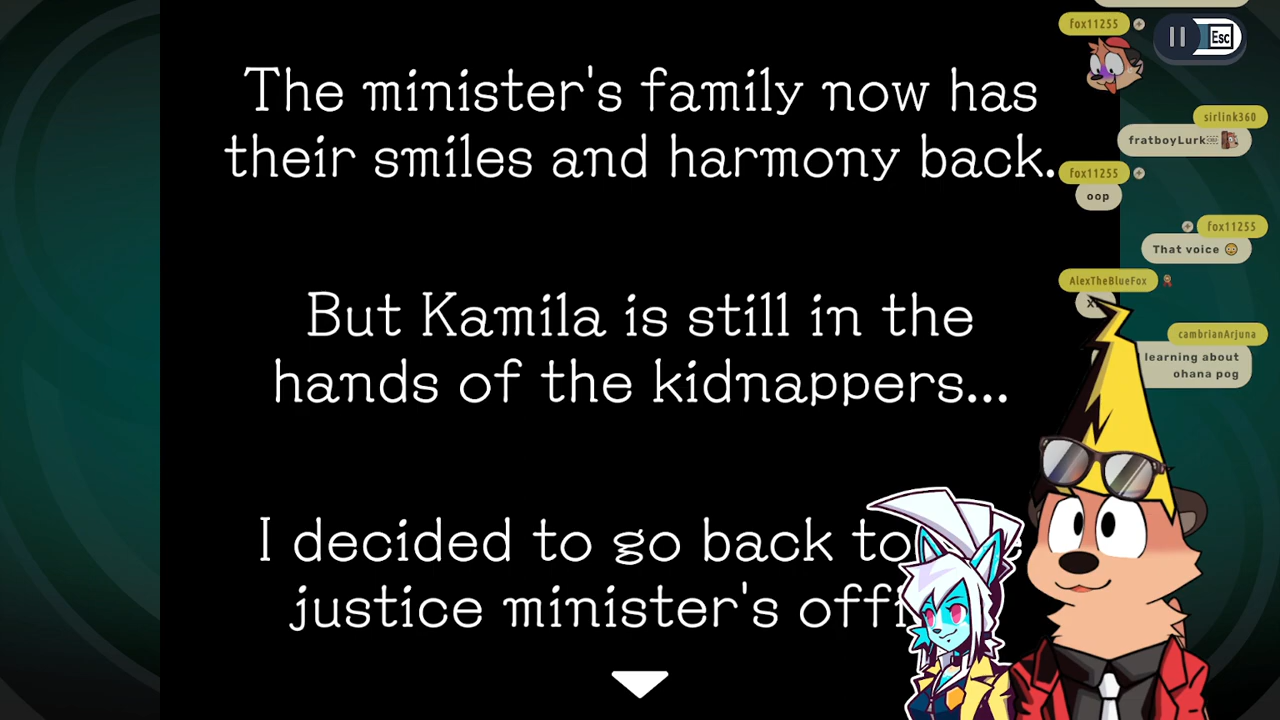 The minister's family now has
their smiles and harmony back.
But Kamila is still in the
hands of the kidnappers...
I decided to go back to
justice minister's
Esc
fox11255
sirlink360
fratboyLurk
fox11255
oop
fox11255
That voice
AlexTheBlueFox
cambrianArjuna
learning about
ohana pog